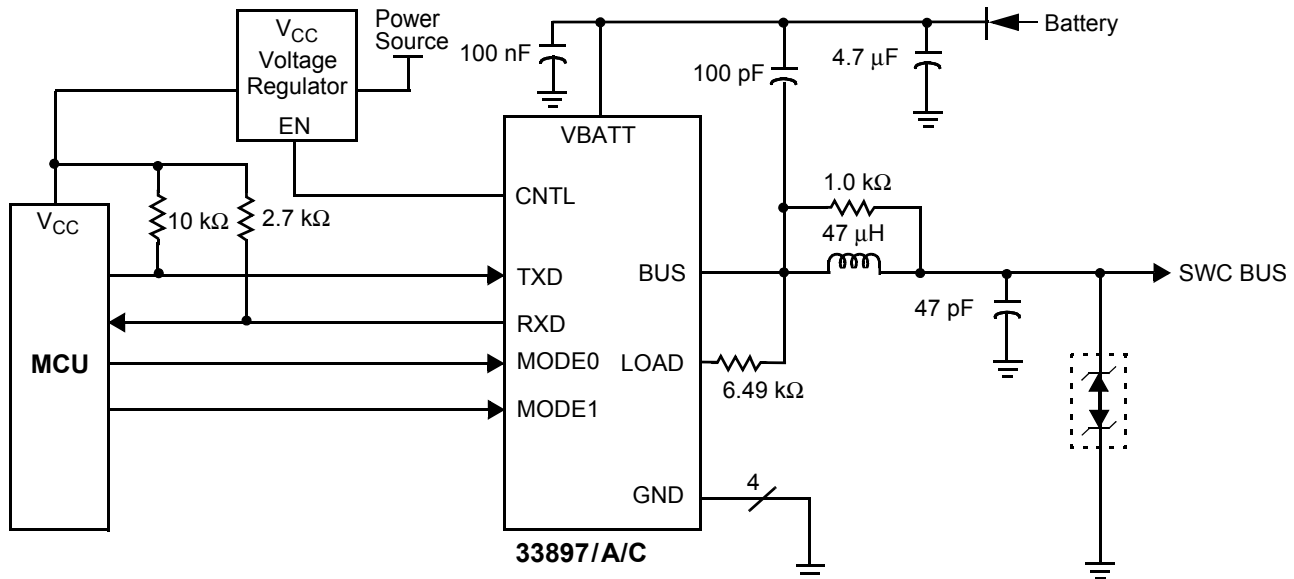 V_CC
Voltage
Regulator
EN
Power
Source
100 nF
100 pF
4.7 μF
Battery
VBATT
CNTL
1.0 kΩ
47 μH
V_CC
10 kΩ
2.7 kΩ
TXD
BUS
SWC BUS
47 pF
RXD
MCU
MODE0
LOAD
6.49 kΩ
MODE1
4
GND
33897/A/C